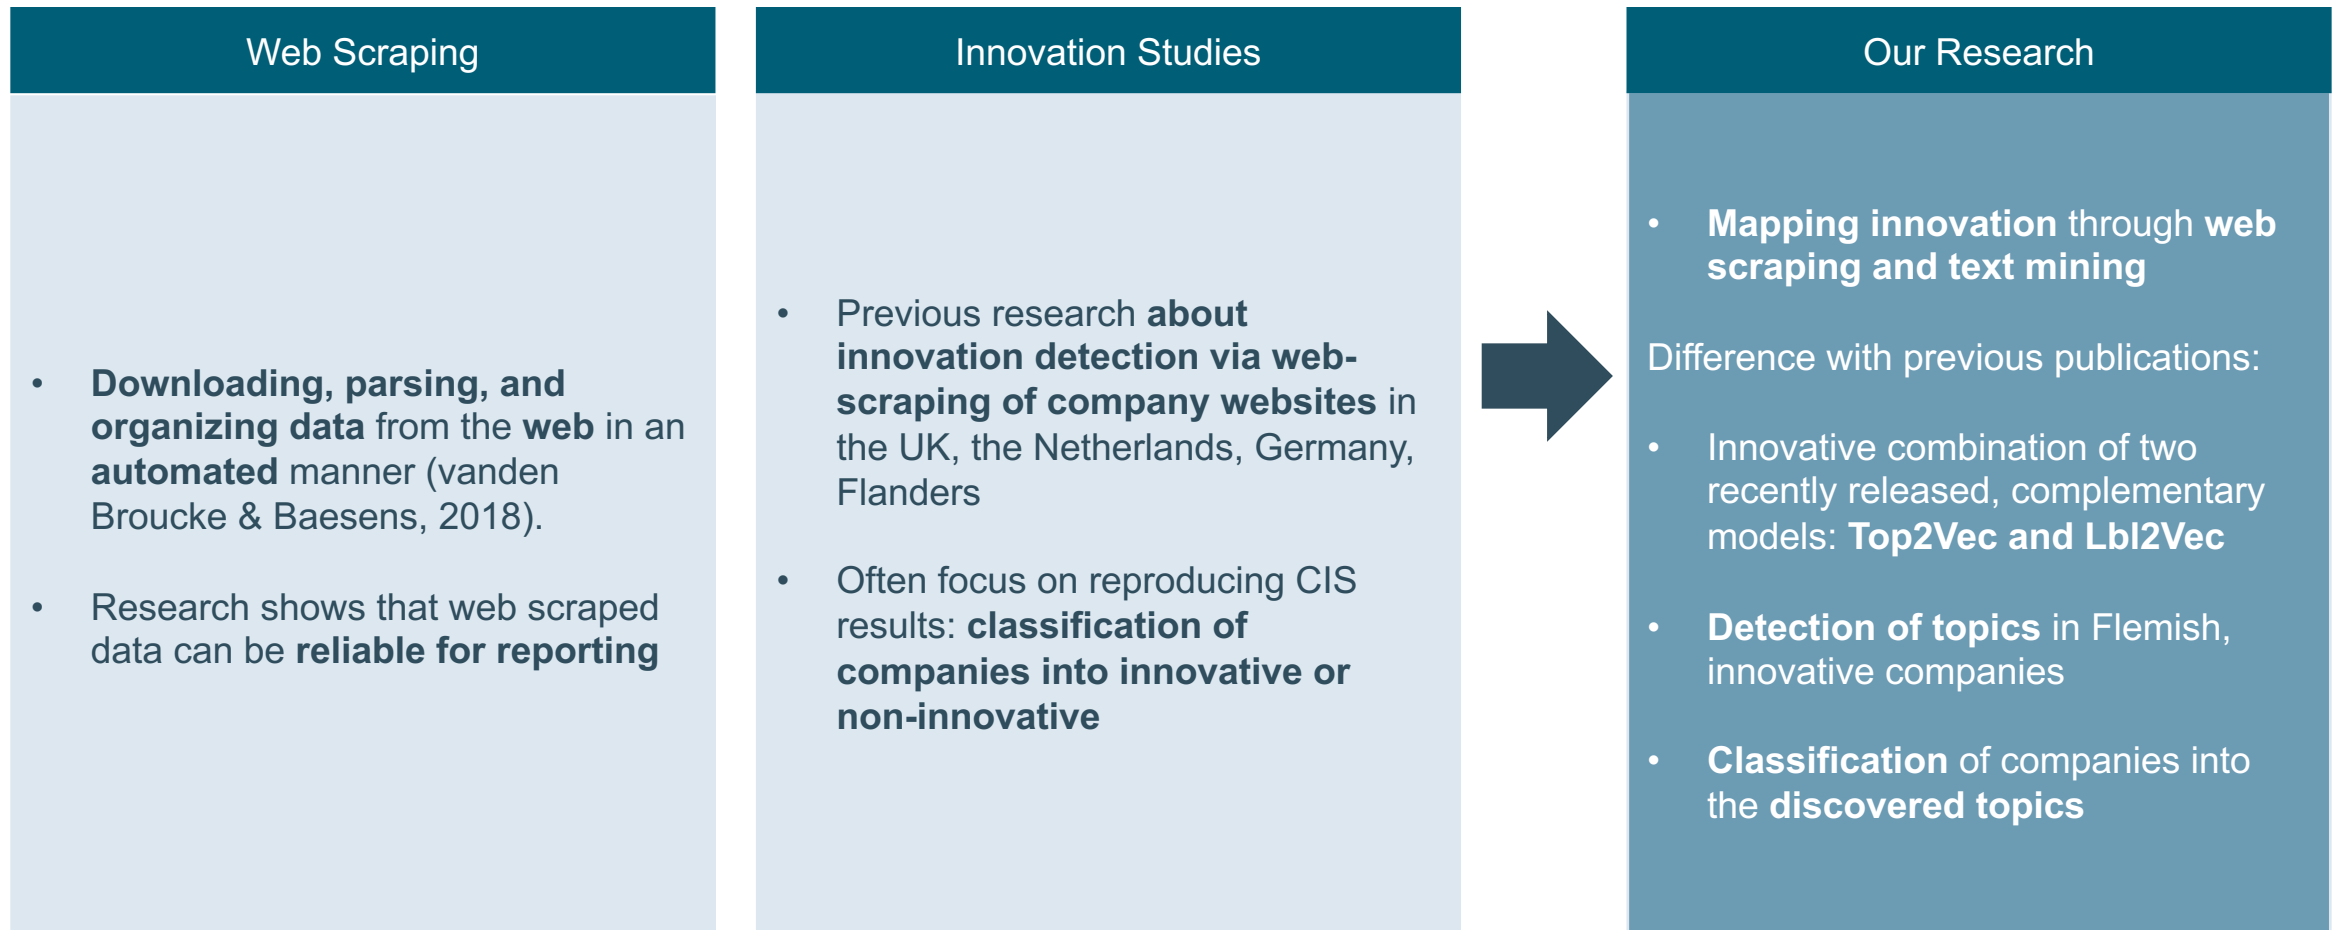 Web Scraping
• Downloading, parsing, and
organizing data from the web in an
automated manner (vanden
Broucke & Baesens, 2018).
• Research shows that web scraped
data can be reliable for reporting
Innovation Studies
• Previous research about
innovation detection via web-
scraping of company websites in
the UK, the Netherlands, Germany,
Flanders
• Often focus on reproducing CIS
results: classification of
companies into innovative or
non-innovative
Our Research
• Mapping innovation through web
scraping and text mining
Difference with previous publications:
• Innovative combination of two
recently released, complementary
models: Top2Vec and Lbl2Vec
• Detection of topics in Flemish,
innovative companies
• Classification of companies into
the discovered topics